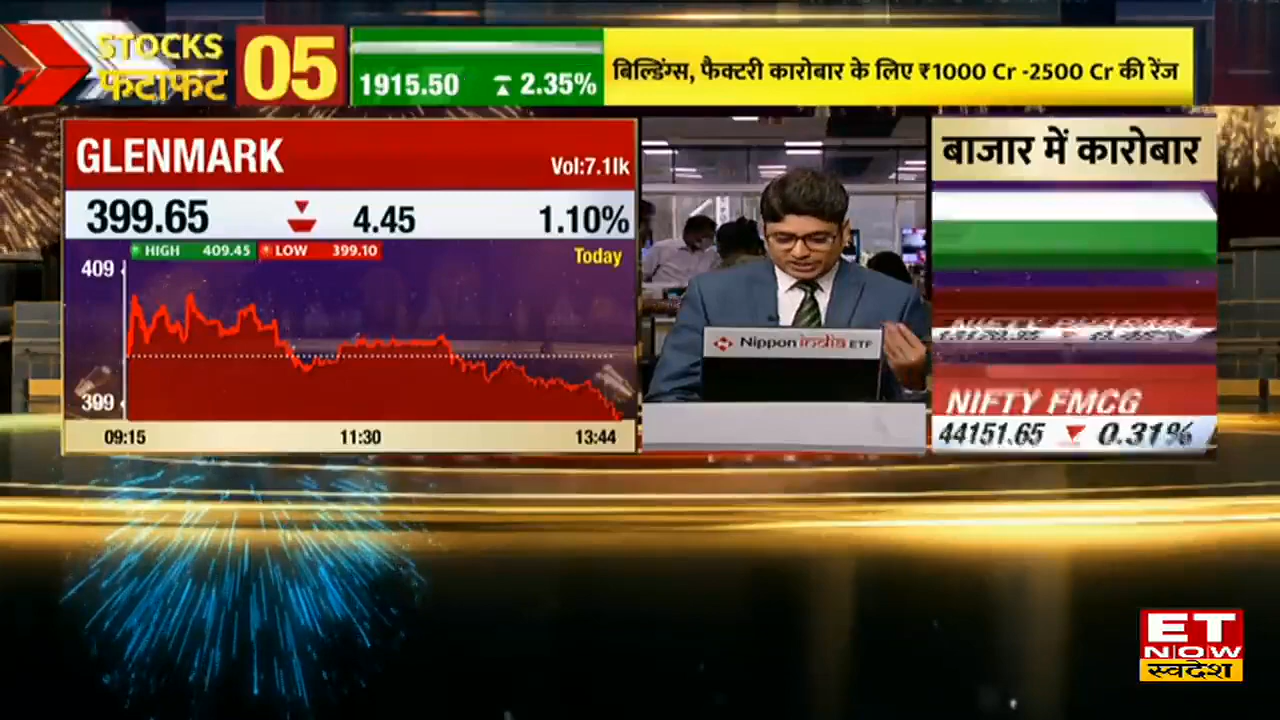 STOCKS
फटाफट
05
1915.50 2.35%
बिल्डिंग्स, फैक्टरी कारोबार के लिए ₹1000 Cr -2500 Cr की रेंज
GLENMARK
Vol:7.1lk
399.65 4.45 1.10%
HIGH 409.45 LOW 399.10
Today
409
399
09:15 11:30 13:44
Nippon india ETF
बाजार में कारोबार
NIFTY FMCG
44151.65 0.31%
ET
NOW
स्वदेश